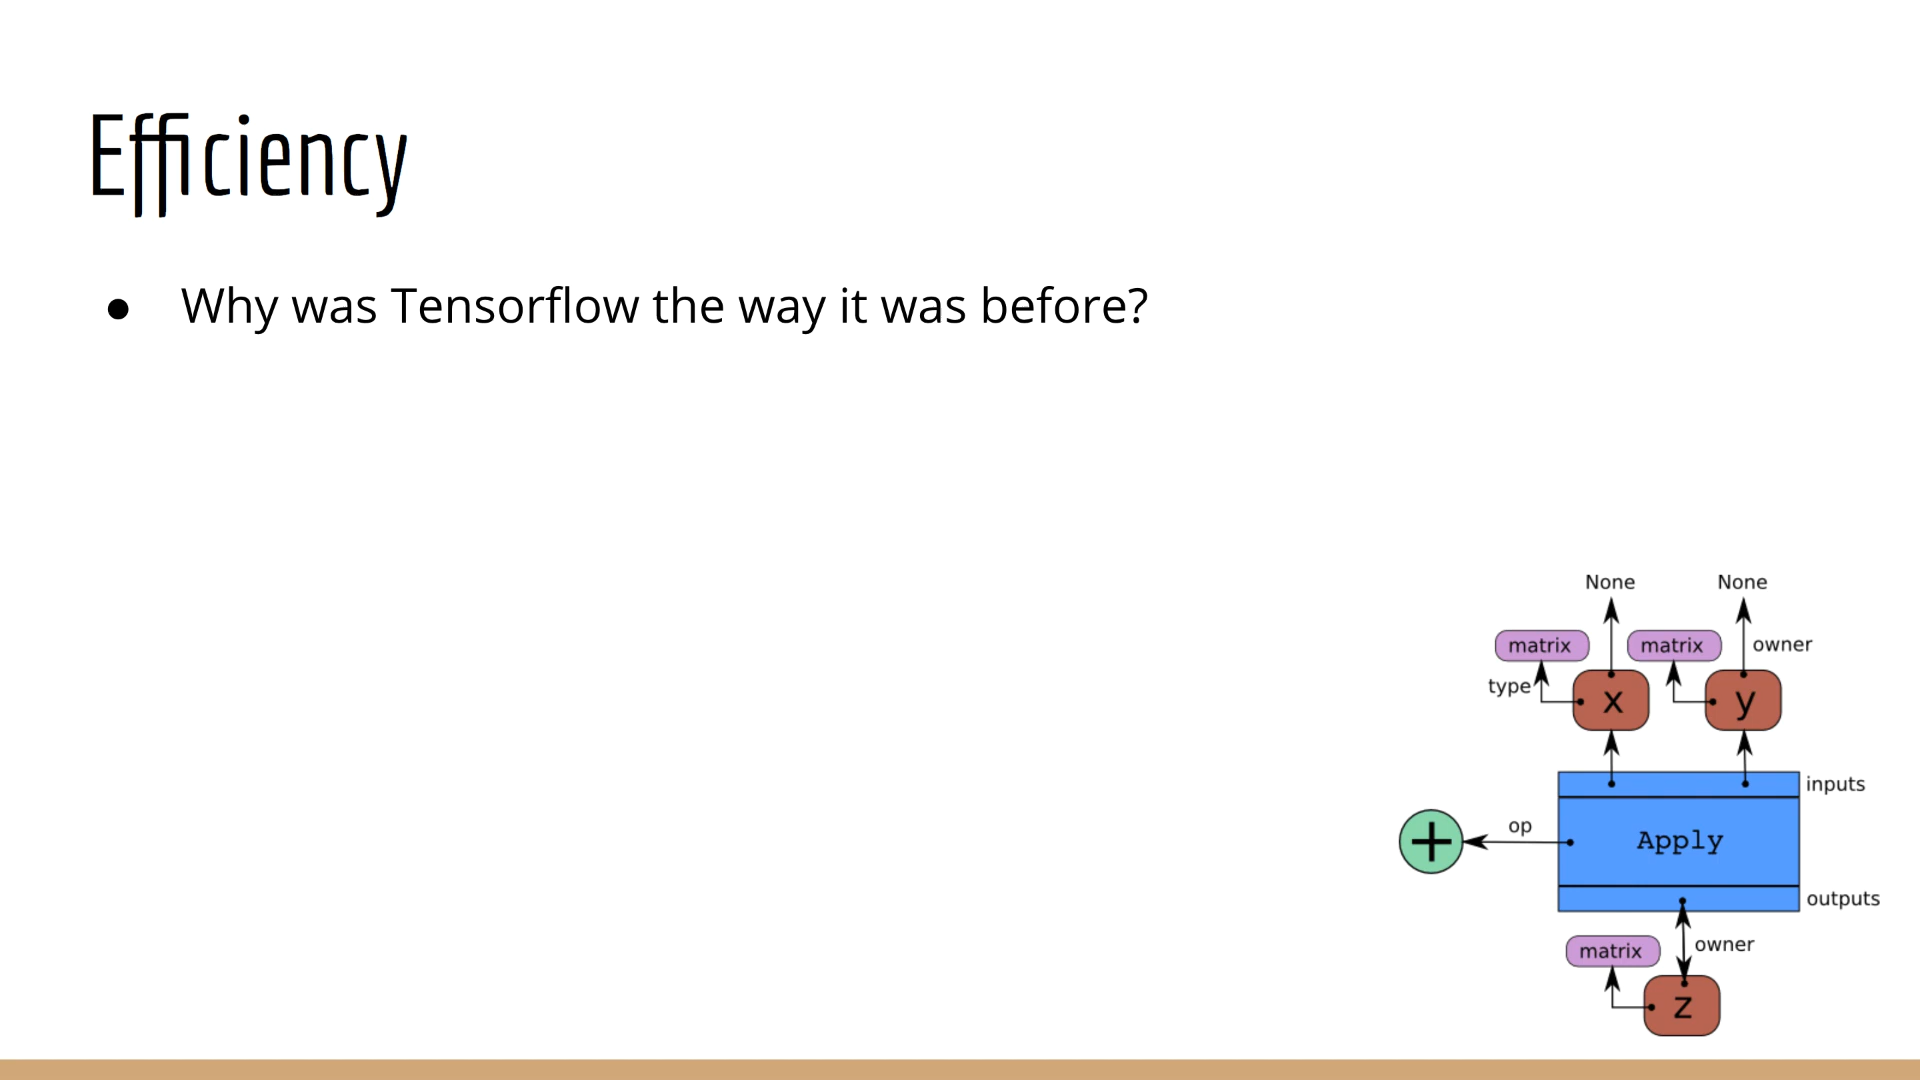 Efficiency
● Why was Tensorflow the way it was before?
None None
matrix matrix owner
type
x y
inputs
op Apply
+
outputs
matrix owner
z